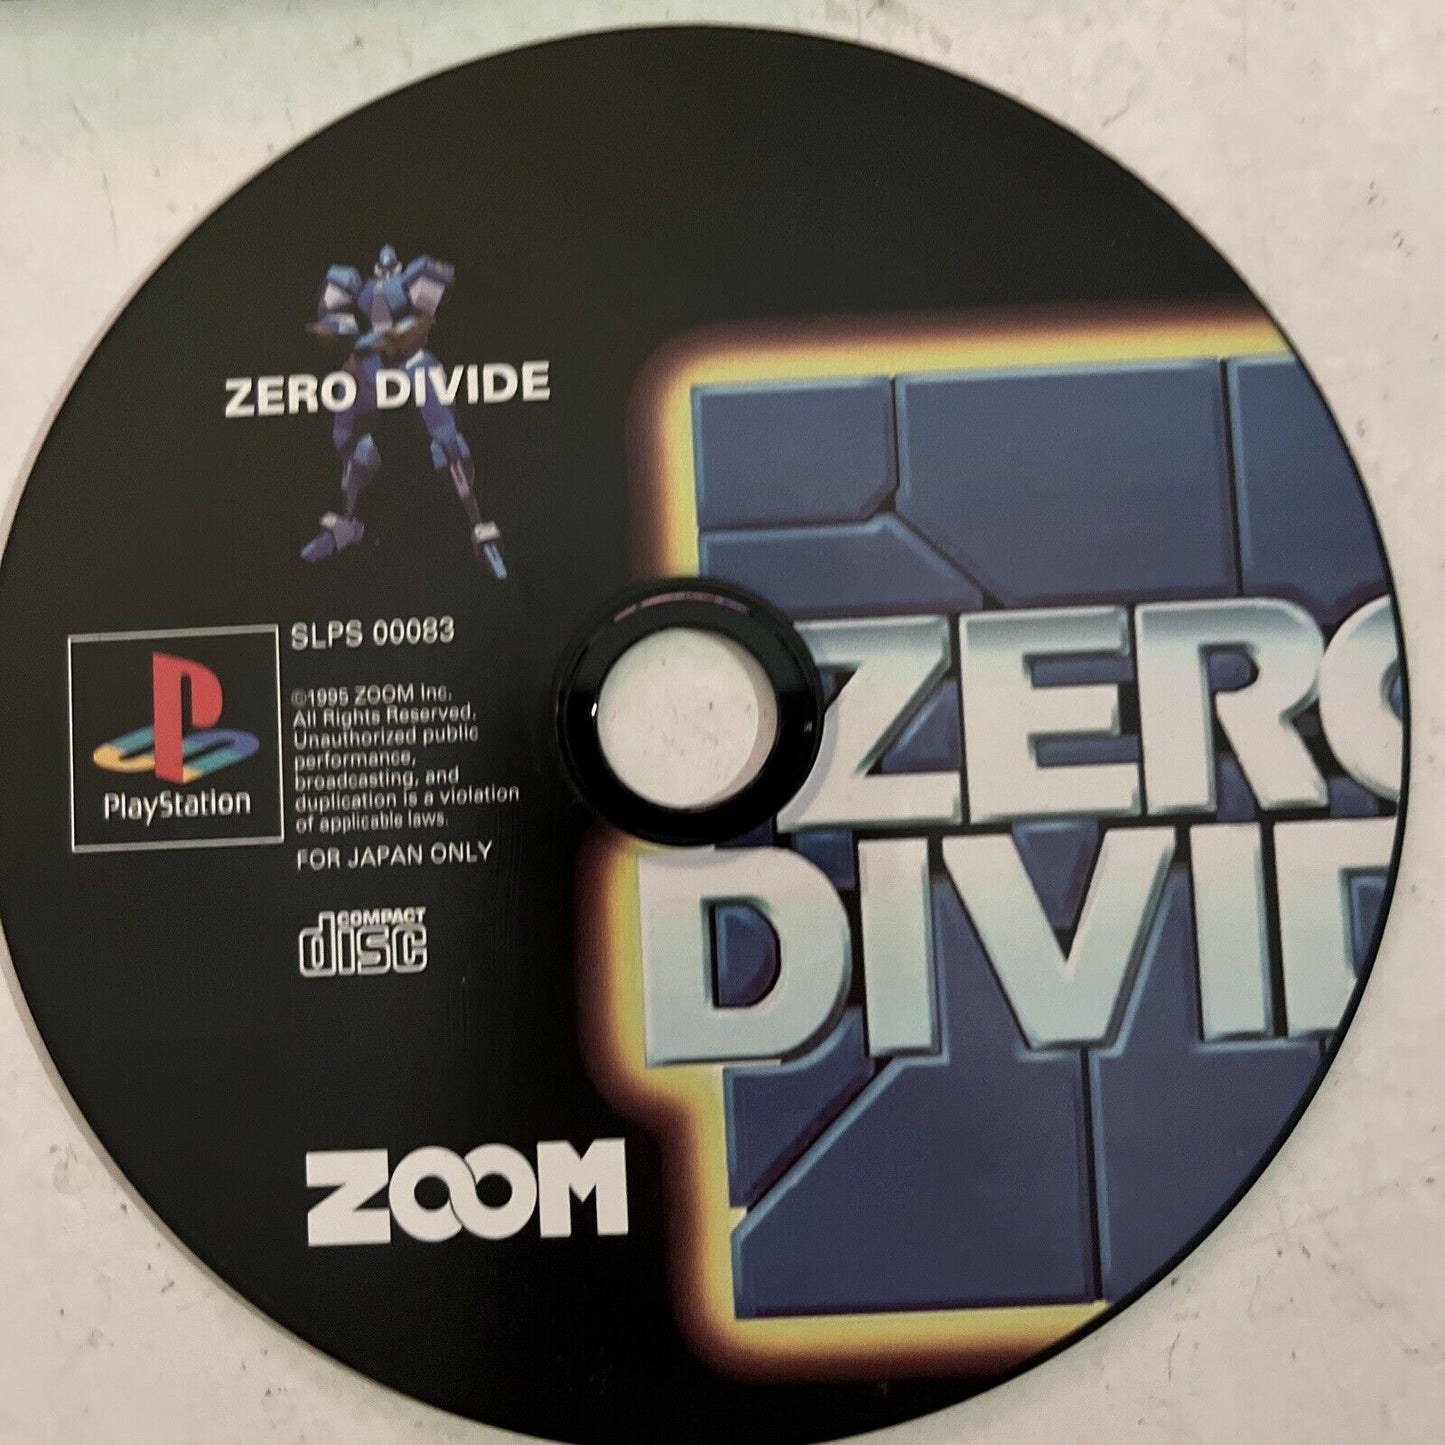 ZERO DIVIDE
SLPS 00083
©1995 ZOOM Inc.
All Rights Reserved.
Unauthorized public
performance,
broadcasting, and
duplication is a violation
of applicable laws.
FOR JAPAN ONLY
PlayStation
COMPACT
disc
ZOOM
ZERO
DIVID